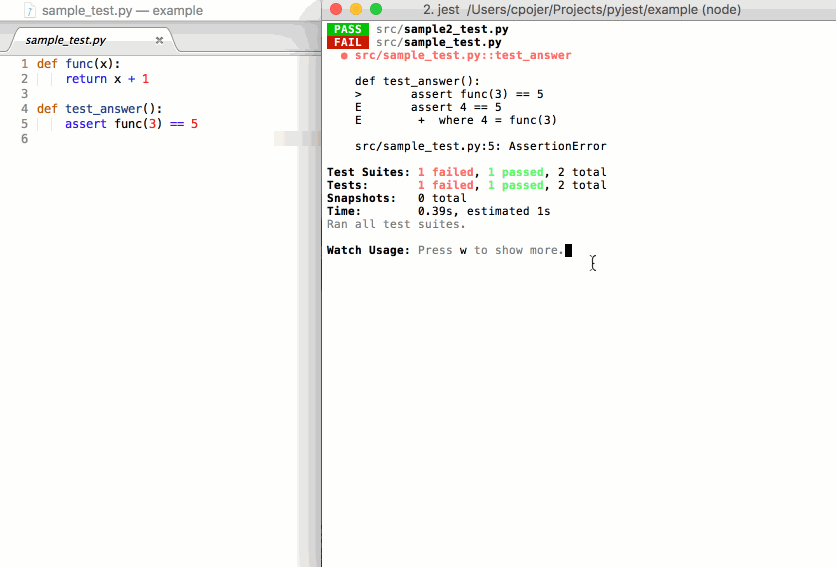 sample_test.py — example
sample_test.py ×
1 def func(x):
2 return x + 1
3
4 def test_answer():
5 assert func(3) == 5
6
2. jest /Users/cpojer/Projects/pyjest/example (node)
PASS src/sample2_test.py
FAIL src/sample_test.py
● src/sample_test.py::test_answer
def test_answer():
> assert func(3) == 5
E assert 4 == 5
E + where 4 = func(3)
src/sample_test.py:5: AssertionError
Test Suites: 1 failed, 1 passed, 2 total
Tests: 1 failed, 1 passed, 2 total
Snapshots: 0 total
Time: 0.39s, estimated 1s
Ran all test suites.
Watch Usage: Press w to show more.